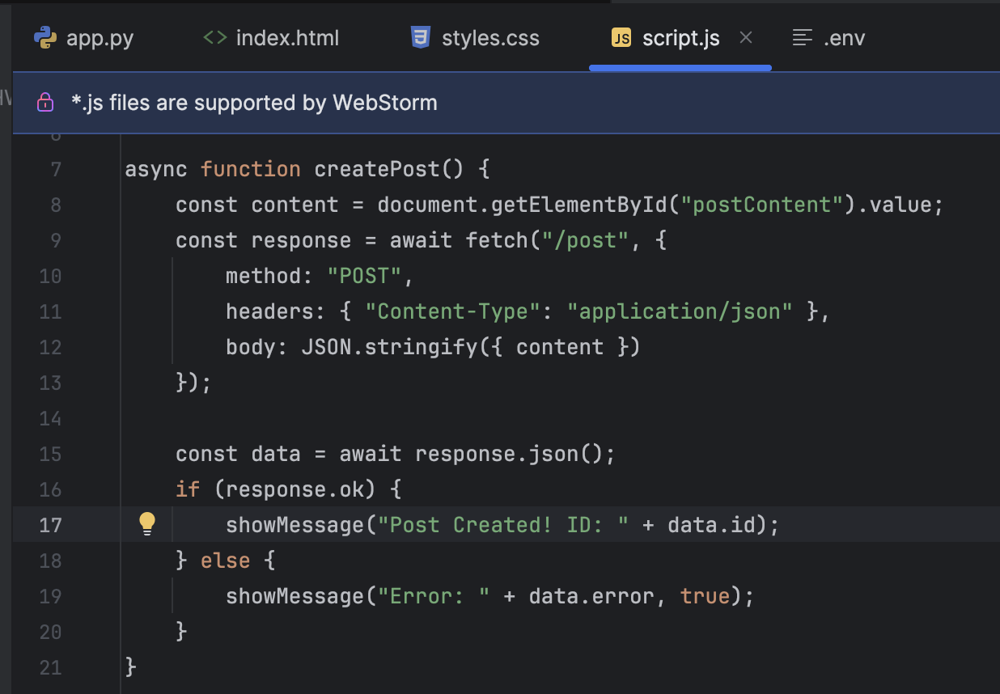 app.py index.html styles.css JS script.js .env
*.js files are supported by WebStorm
7 async function createPost() {
8 const content = document.getElementById("postContent").value;
9 const response = await fetch("/post", {
10 method: "POST",
11 headers: { "Content-Type": "application/json" },
12 body: JSON.stringify({ content })
13 });
14
15 const data = await response.json();
16 if (response.ok) {
17 showMessage("Post Created! ID: " + data.id);
18 } else {
19 showMessage("Error: " + data.error, true);
20 }
21 }